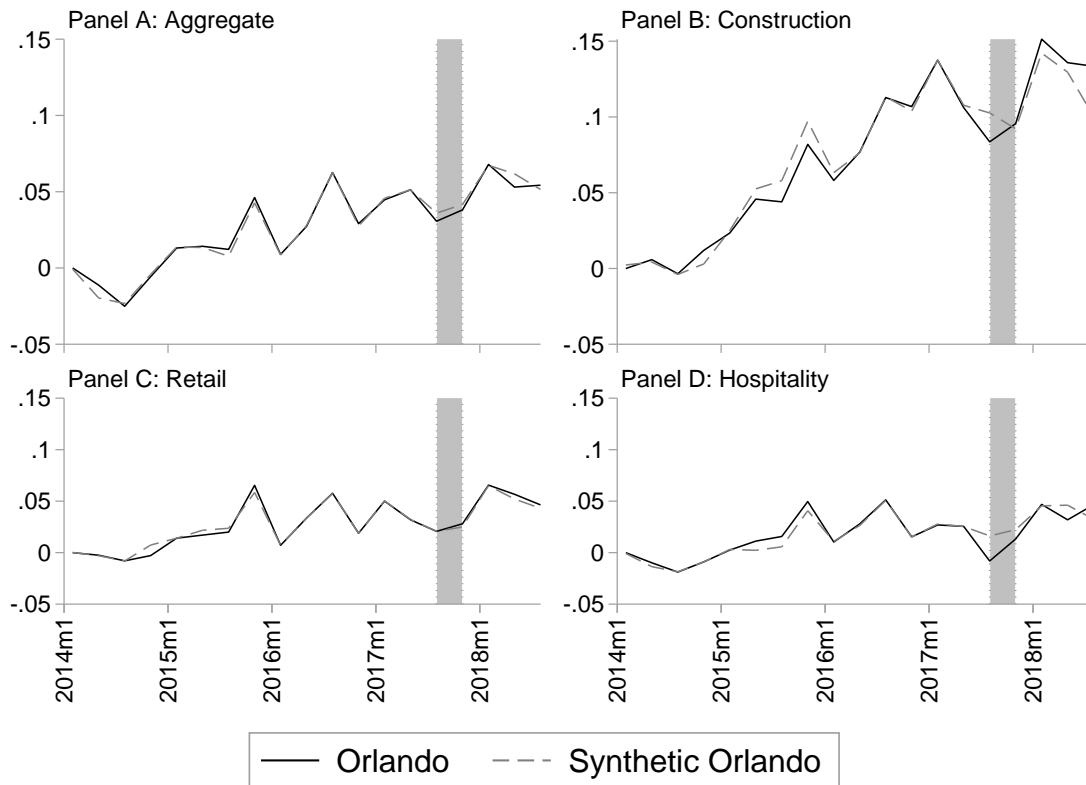 Panel A: Aggregate
.15
.1
.05
0
-.05
Panel B: Construction
.15
.1
.05
0
-.05
Panel C: Retail
.15
.1
.05
0
-.05
2014m1
2015m1
2016m1
2017m1
2018m1
Panel D: Hospitality
.15
.1
.05
0
-.05
2014m1
2015m1
2016m1
2017m1
2018m1
Orlando Synthetic Orlando